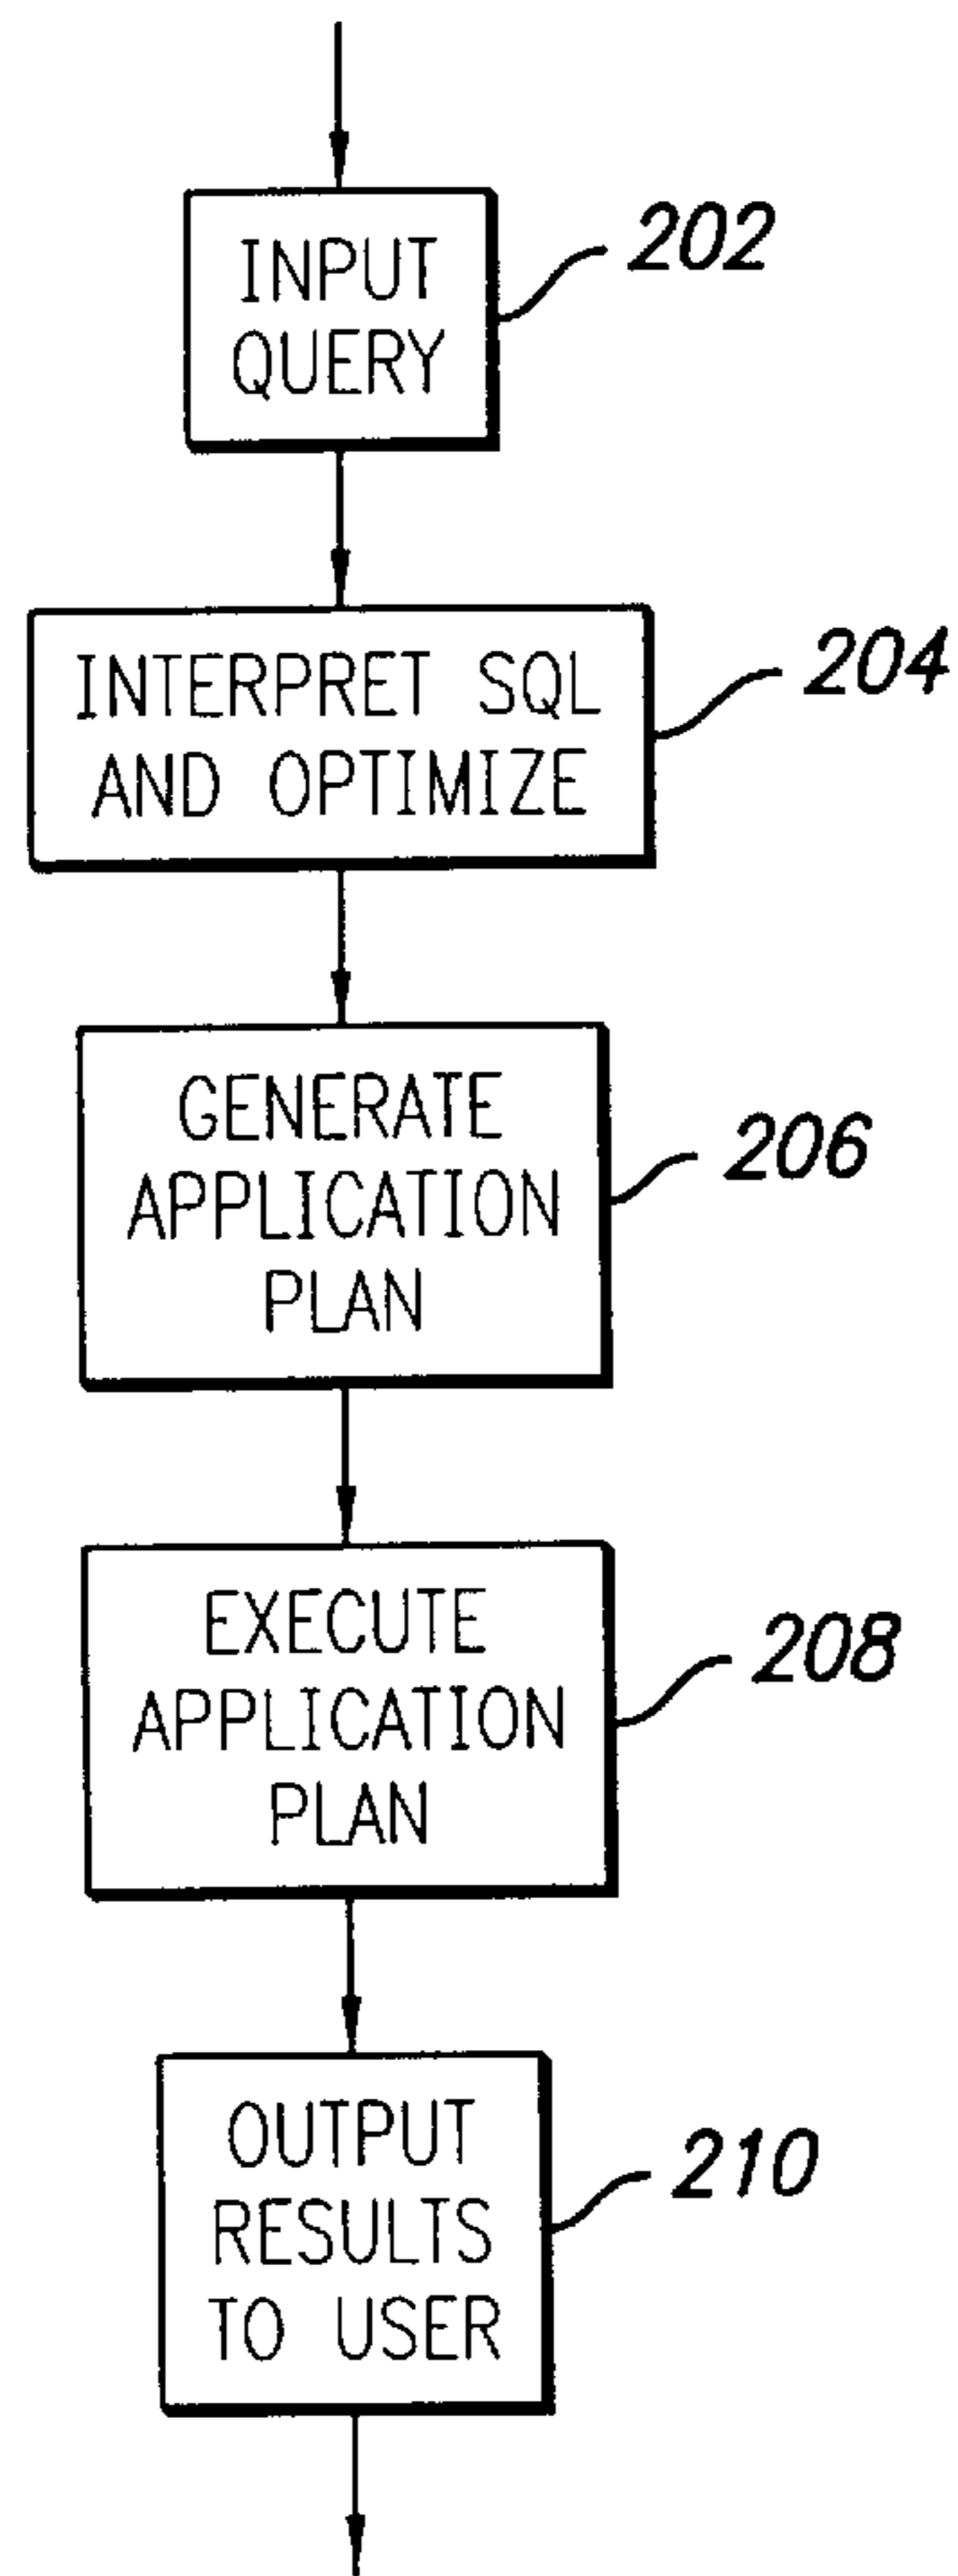 INPUT
QUERY
202
INTERPRET SQL
AND OPTIMIZE
204
GENERATE
APPLICATION
PLAN
206
EXECUTE
APPLICATION
PLAN
208
OUTPUT
RESULTS
TO USER
210